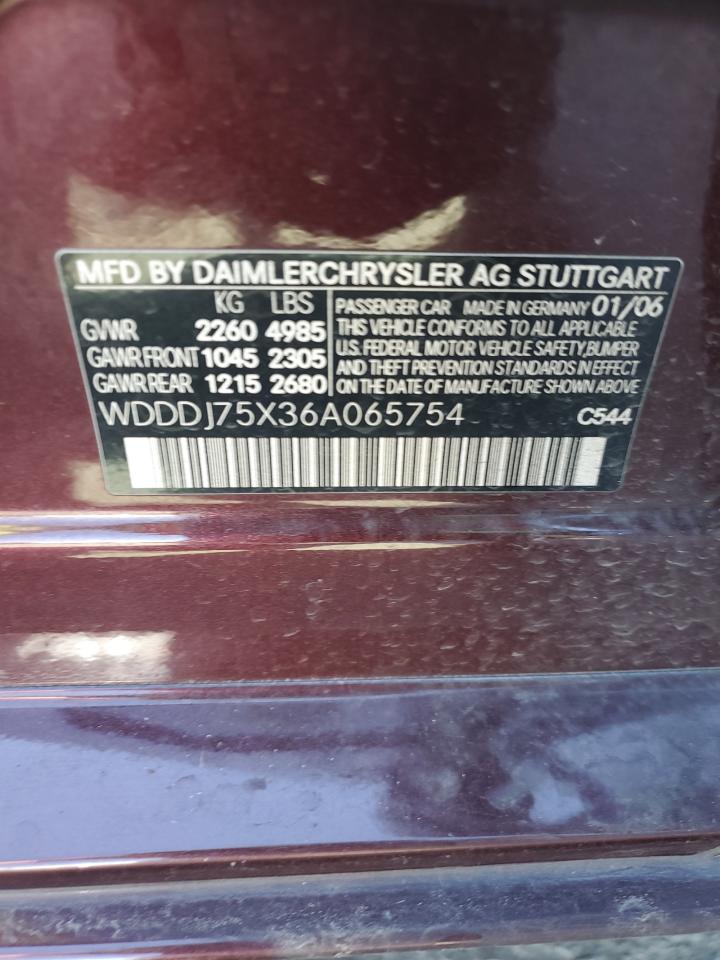 MFD BY DAIMLERCHRYSLER AG STUTTGART
KG LBS
GVWR 2260 4985
GAWR.FRONT 1045 2305
GAWR.REAR 1215 2680
PASSENGER CAR MADE IN GERMANY 01/06
THIS VEHICLE CONFORMS TO ALL APPLICABLE
U.S. FEDERAL MOTOR VEHICLE SAFETY,BUMPER
AND THEFT PREVENTION STANDARDS IN EFFECT
ON THE DATE OF MANUFACTURE SHOWN ABOVE
WDDDJ75X36A065754 C544